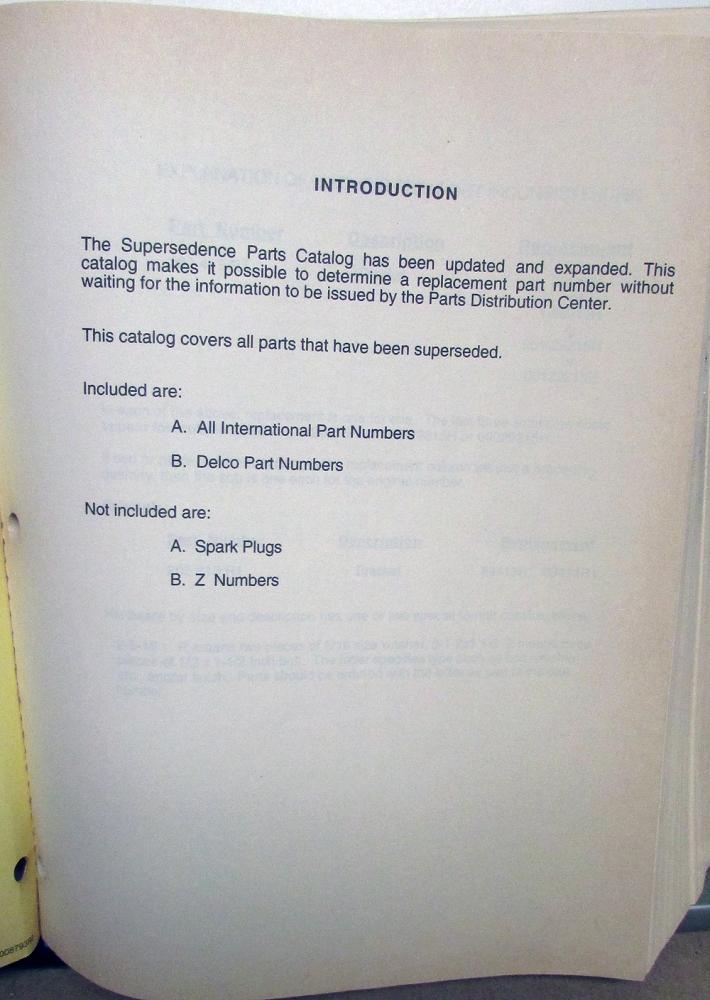 INTRODUCTION
The Supersedence Parts Catalog has been updated and expanded. This
catalog makes it possible to determine a replacement part number without
waiting for the information to be issued by the Parts Distribution Center.
This catalog covers all parts that have been superseded.
Included are:
A. All International Part Numbers
B. Delco Part Numbers
Not included are:
A. Spark Plugs
B. Z Numbers